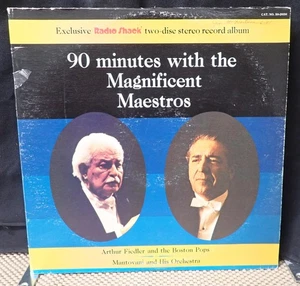 Exclusive Radio Shack two-disc stereo record album
90 minutes with the
Magnificent
Maestros
Arthur Fiedler and the Boston Pops
Mantovani and His Orchestra